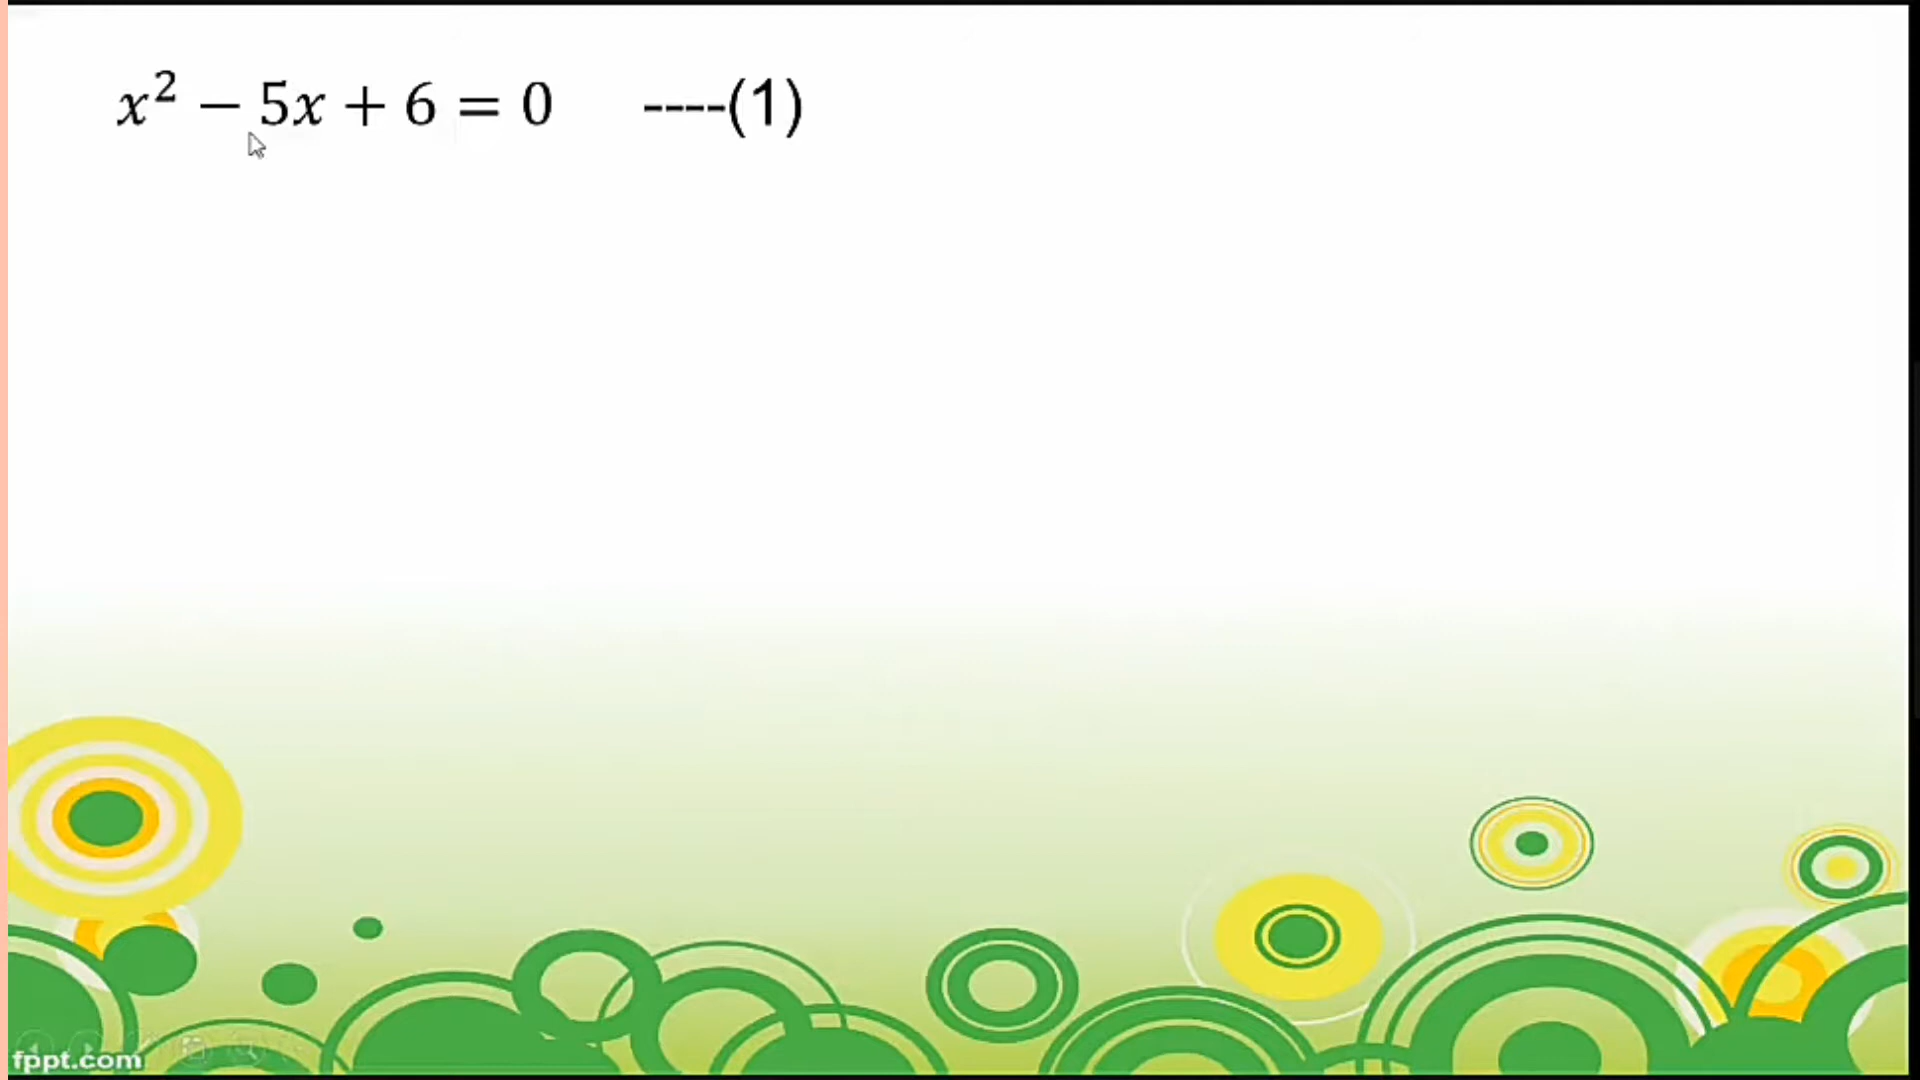 x² − 5x + 6 = 0 ----(1)
fppt.com